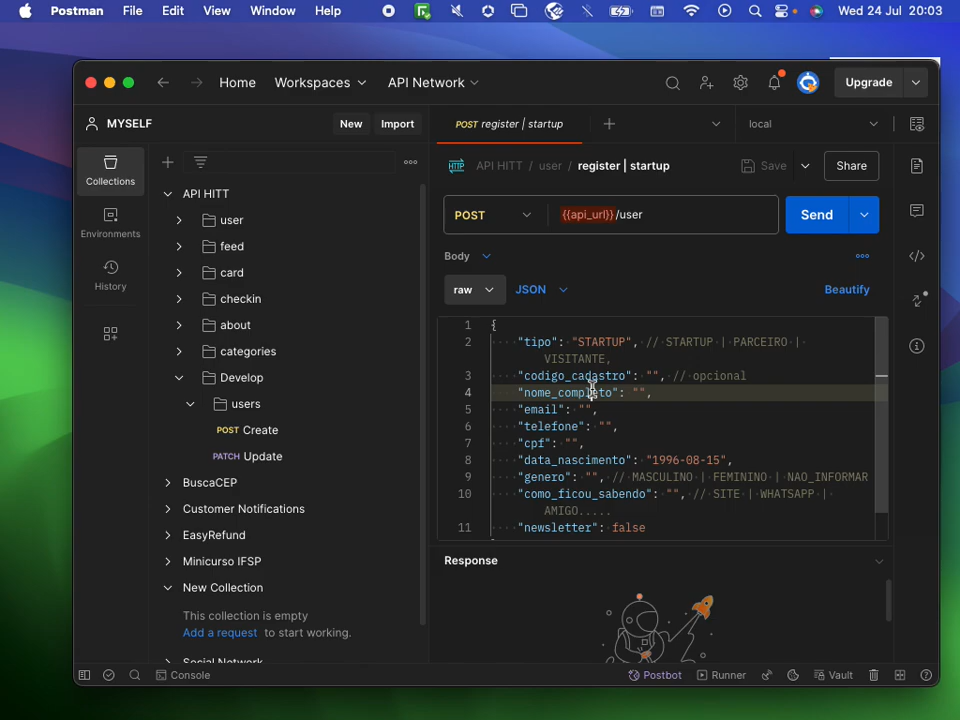 Postman File Edit View Window Help Wed 24 Jul 20:03
Home Workspaces API Network Upgrade
MYSELF New Import POST register | startup local
Collections
Environments
History
API HITT
user
feed
card
checkin
about
categories
Develop
users
POST Create
PATCH Update
BuscaCEP
Customer Notifications
EasyRefund
Minicurso IFSP
New Collection
This collection is empty
Add a request to start working.
Social Network
API HITT / user / register | startup Save Share
POST {{api_url}}/user Send
Body
raw JSON Beautify
1 {
2 "tipo": "STARTUP", // STARTUP | PARCEIRO |
VISITANTE,
3 "codigo_cadastro": "", // opcional
4 "nome_completo": "",
5 "email": "",
6 "telefone": "",
7 "cpf": "",
8 "data_nascimento": "1996-08-15",
9 "genero": "", // MASCULINO | FEMININO | NAO_INFORMAR
10 "como_ficou_sabendo": "", // SITE | WHATSAPP |
AMIGO.....
11 "newsletter": false
Response
Console Postbot Runner Vault